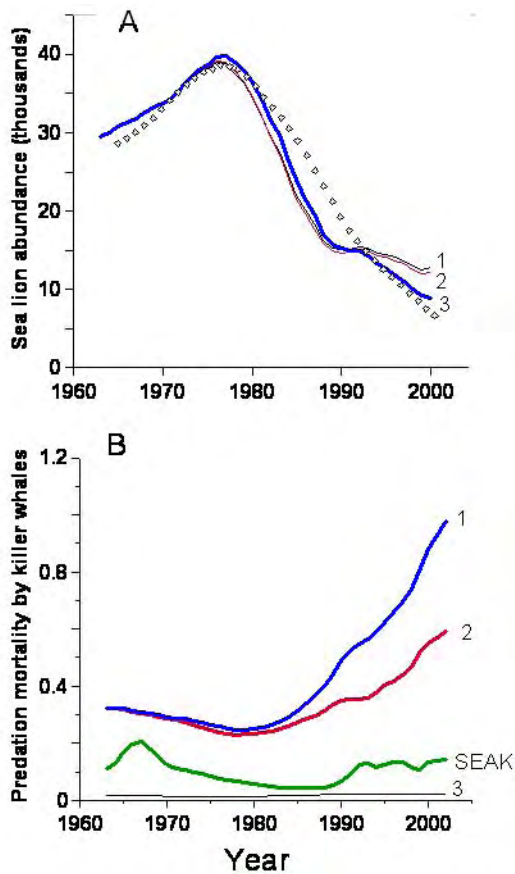 A
Sea lion abundance (thousands)
40
30
20
10
0
1
2
3
1960 1970 1980 1990 2000
B
Predation mortality by killer whales
1.2
0.8
0.4
0
1
2
SEAK
3
1960 1970 1980 1990 2000
Year